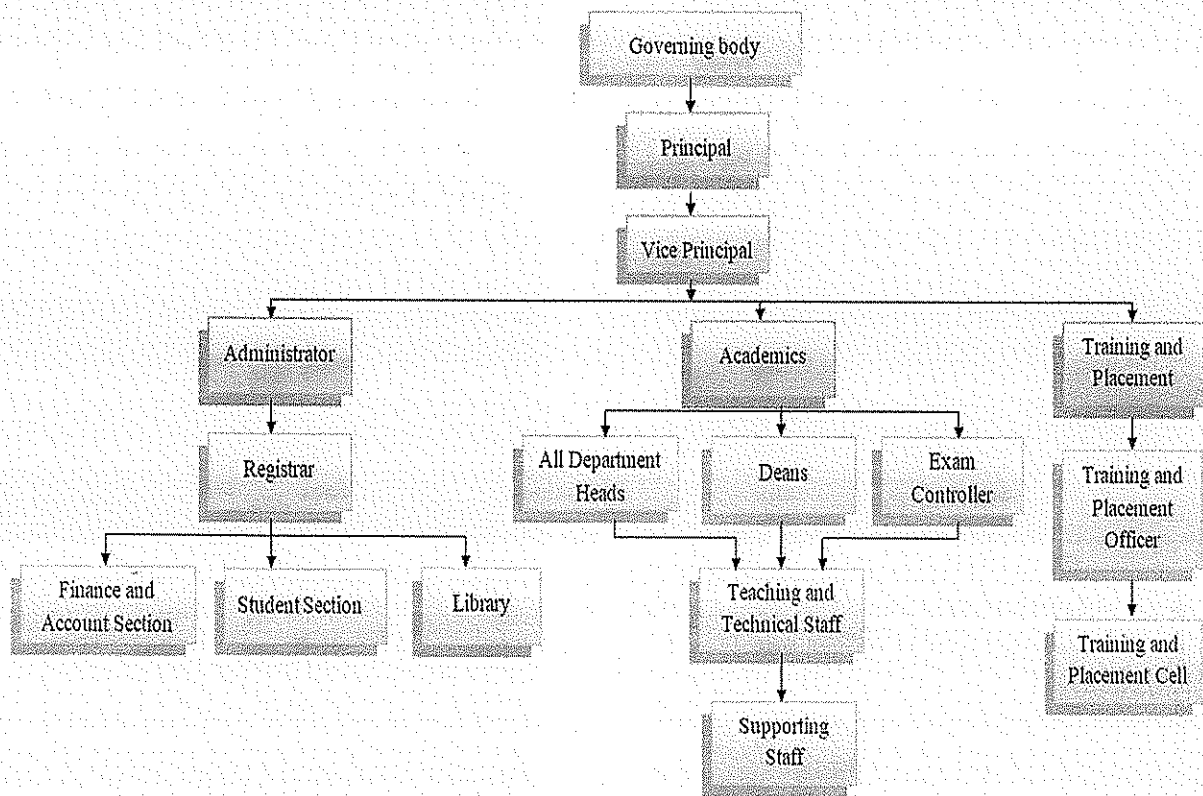 Governing body
Principal
Vice Principal
Administrator
Academics
Training and
Placement
Registrar
All Department
Heads
Deans
Exam
Controller
Training and
Placement
Officer
Finance and
Account Section
Student Section
Library
Teaching and
Technical Staff
Training and
Placement Cell
Supporting
Staff